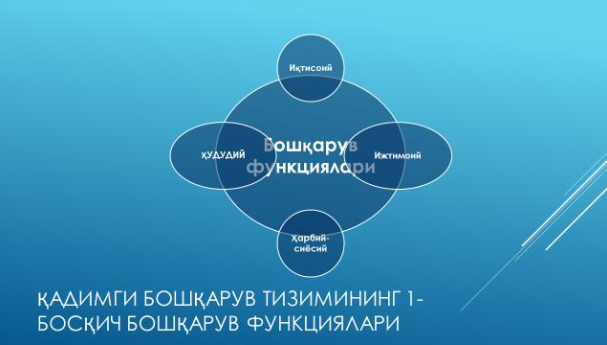 Иқтисоий
Бошқарув
функциялари
ҲУДУДИЙ
Ижтимоий
Ҳарбий-
сиёсий
ҚАДИМГИ БОШҚАРУВ ТИЗИМИНИНГ 1-
БОСҚИЧ БОШҚАРУВ ФУНКЦИЯЛАРИ